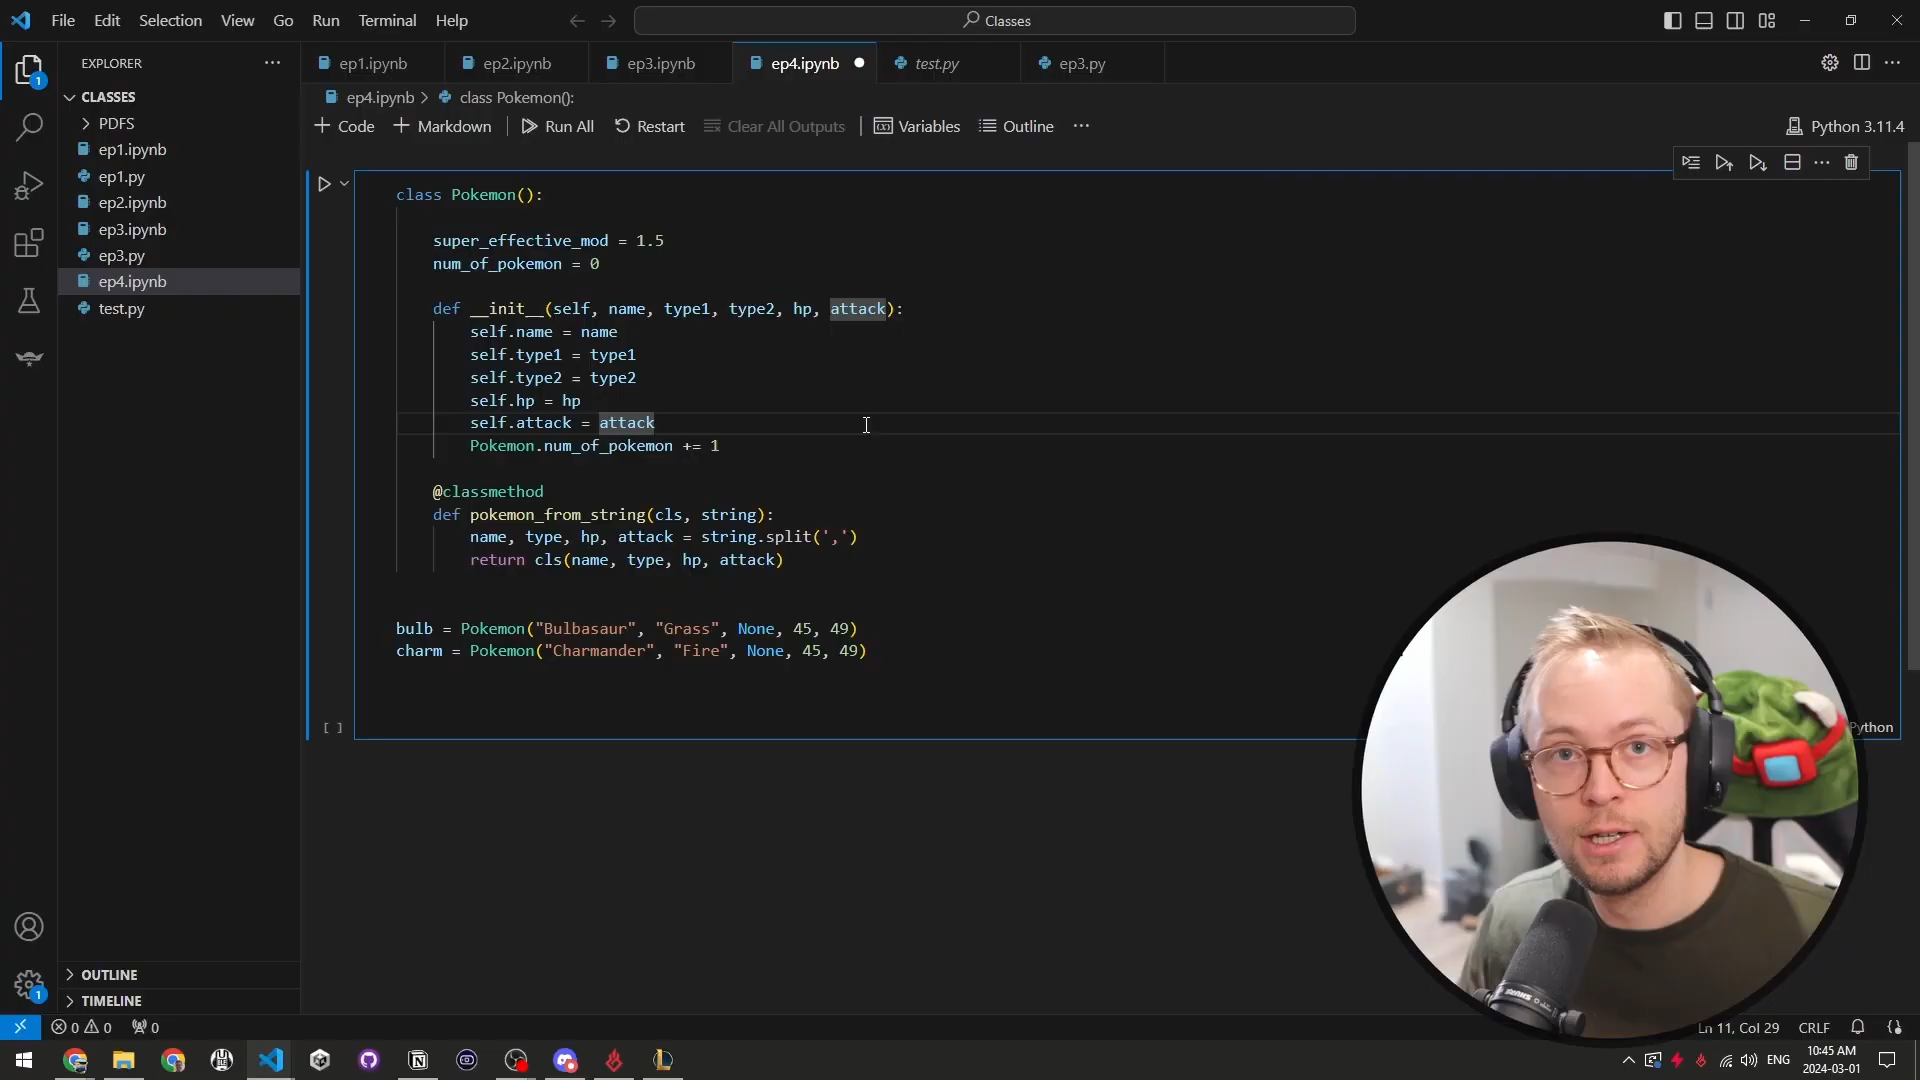 File Edit Selection View Go Run Terminal Help
Classes
EXPLORER
ep1.ipynb ep2.ipynb ep3.ipynb ep4.ipynb test.py ep3.py
CLASSES
PDFS
ep1.ipynb
ep1.py
ep2.ipynb
ep3.ipynb
ep3.py
ep4.ipynb
test.py
OUTLINE
TIMELINE
1
1
ep4.ipynb > class Pokemon():
Code Markdown Run All Restart Clear All Outputs Variables Outline
Python 3.11.4
class Pokemon():
super_effective_mod = 1.5
num_of_pokemon = 0
def __init__(self, name, type1, type2, hp, attack):
self.name = name
self.type1 = type1
self.type2 = type2
self.hp = hp
self.attack = attack
Pokemon.num_of_pokemon += 1
@classmethod
def pokemon_from_string(cls, string):
name, type, hp, attack = string.split(',')
return cls(name, type, hp, attack)
bulb = Pokemon("Bulbasaur", "Grass", None, 45, 49)
charm = Pokemon("Charmander", "Fire", None, 45, 49)
[ ]
Python
0 0 0
Ln 11, Col 29 CRLF
ENG
10:45 AM
2024-03-01